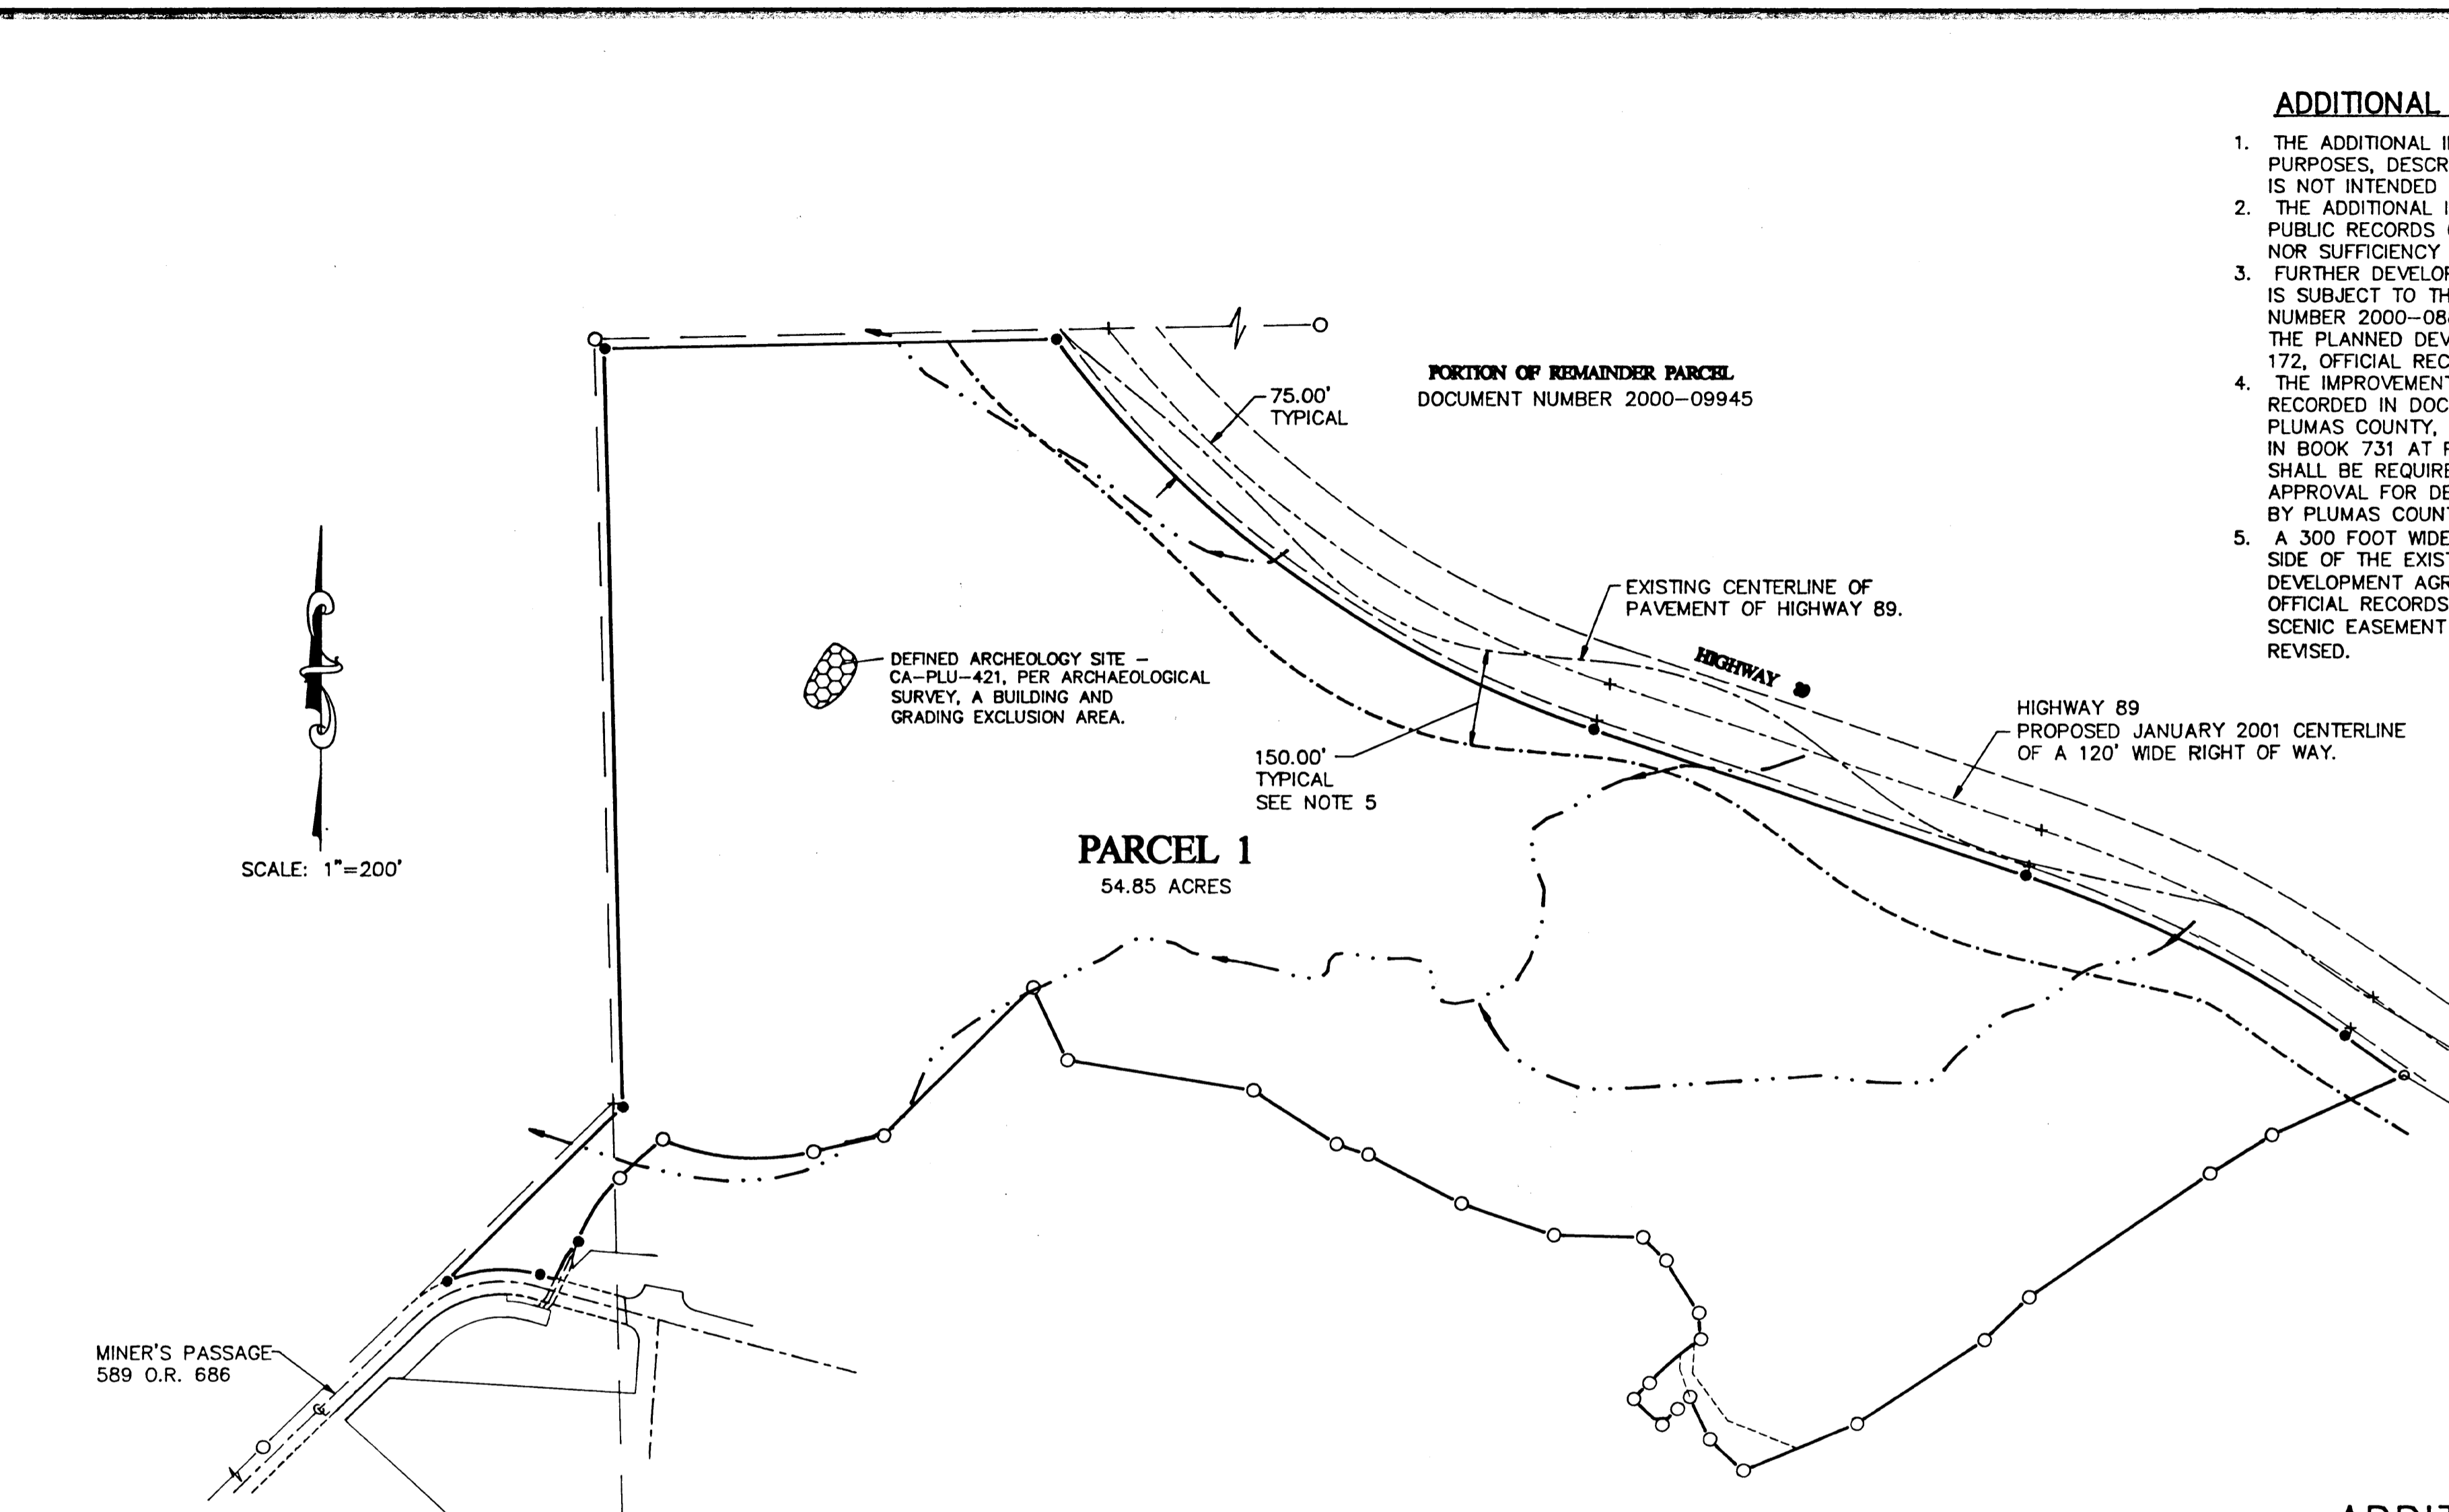 PORTION OF REMAINDER PARCEL
DOCUMENT NUMBER 2000-09945
75.00'
TYPICAL
EXISTING CENTERLINE OF
PAVEMENT OF HIGHWAY 89.
HIGHWAY 89
HIGHWAY 89
PROPOSED JANUARY 2001 CENTERLINE
OF A 120' WIDE RIGHT OF WAY.
DEFINED ARCHEOLOGY SITE -
CA-PLU-421, PER ARCHAEOLOGICAL
SURVEY, A BUILDING AND
GRADING EXCLUSION AREA.
150.00'
TYPICAL
SEE NOTE 5
PARCEL 1
54.85 ACRES
SCALE: 1"=200'
MINER'S PASSAGE
589 O.R. 686
ADDITIONAL
1. THE ADDITIONAL
PURPOSES, DESCR
IS NOT INTENDED
2. THE ADDITIONAL
PUBLIC RECORDS
NOR SUFFICIENCY
3. FURTHER DEVELO
IS SUBJECT TO TH
NUMBER 2000-08
THE PLANNED DEV
172, OFFICIAL REC
4. THE IMPROVEMENT
RECORDED IN DOC
PLUMAS COUNTY,
IN BOOK 731 AT
SHALL BE REQUIRE
APPROVAL FOR DE
BY PLUMAS COUNT
5. A 300 FOOT WIDE
SIDE OF THE EXIS
DEVELOPMENT AGR
OFFICIAL RECORDS
SCENIC EASEMENT
REVISED.